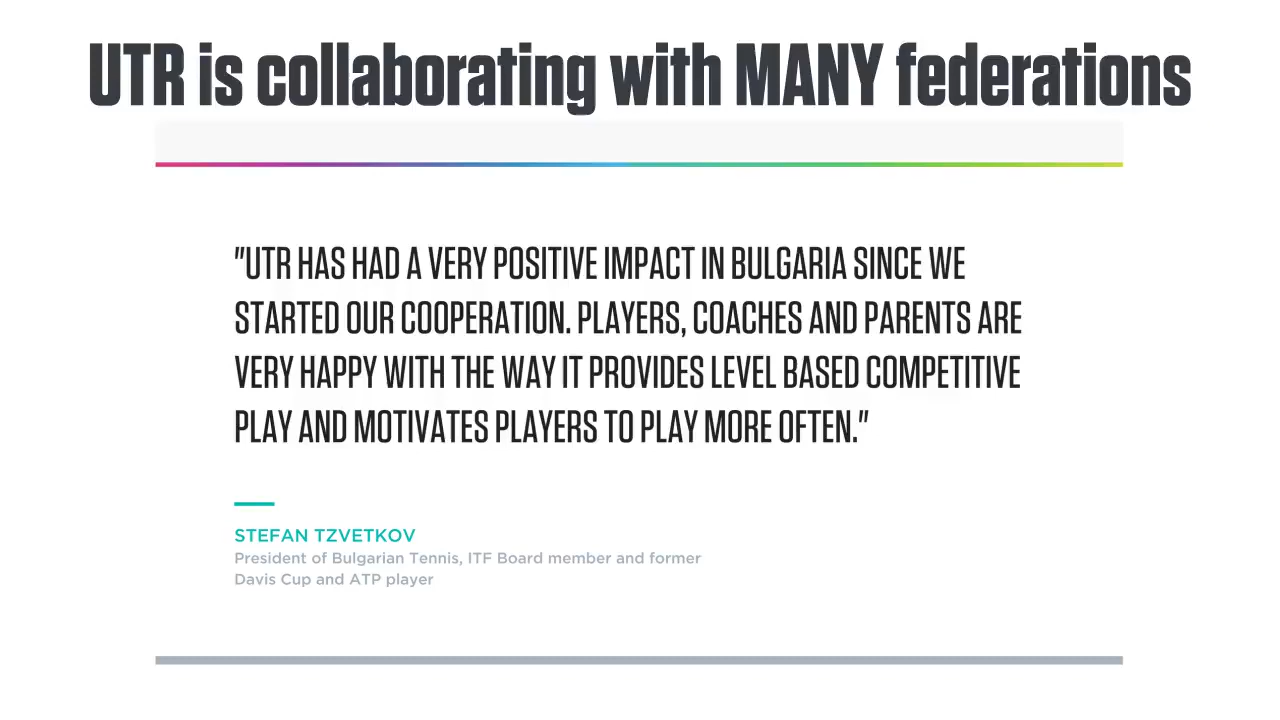 UTR is collaborating with MANY federations
"UTR HAS HAD A VERY POSITIVE IMPACT IN BULGARIA SINCE WE
STARTED OUR COOPERATION. PLAYERS, COACHES AND PARENTS ARE
VERY HAPPY WITH THE WAY IT PROVIDES LEVEL BASED COMPETITIVE
PLAY AND MOTIVATES PLAYERS TO PLAY MORE OFTEN."
STEFAN TZVETKOV
President of Bulgarian Tennis, ITF Board member and former
Davis Cup and ATP player